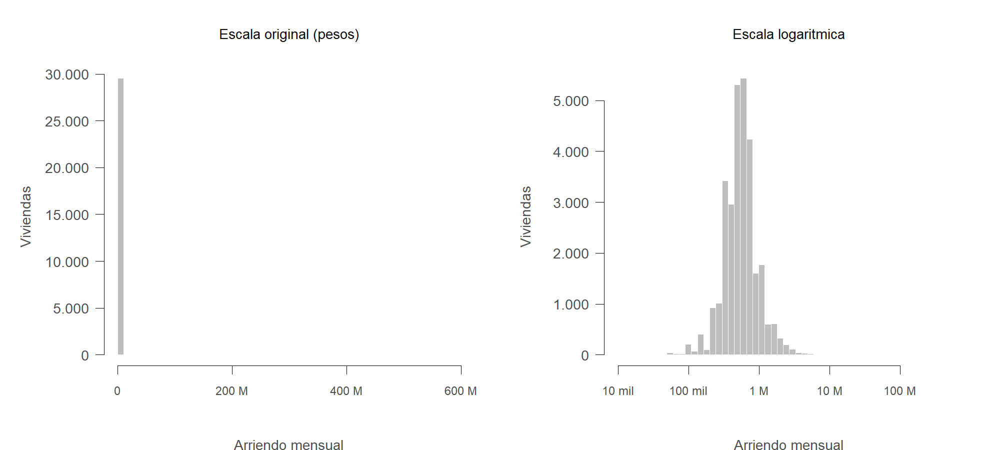 Escala original (pesos)
30.000
25.000
20.000
15.000
10.000
5.000
0
Viviendas
0 200 M 400 M 600 M
Arriendo mensual
Escala logaritmica
5.000
4.000
3.000
2.000
1.000
0
Viviendas
10 mil 100 mil 1 M 10 M 100 M
Arriendo mensual